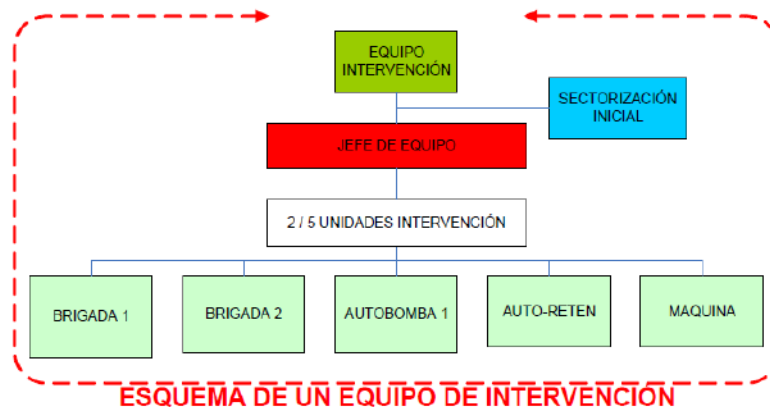 EQUIPO
INTERVENCIÓN
SECTORIZACIÓN
INICIAL
JEFE DE EQUIPO
2 / 5 UNIDADES INTERVENCIÓN
BRIGADA 1
BRIGADA 2
AUTOBOMBA 1
AUTO-RETEN
MAQUINA
ESQUEMA DE UN EQUIPO DE INTERVENCIÓN